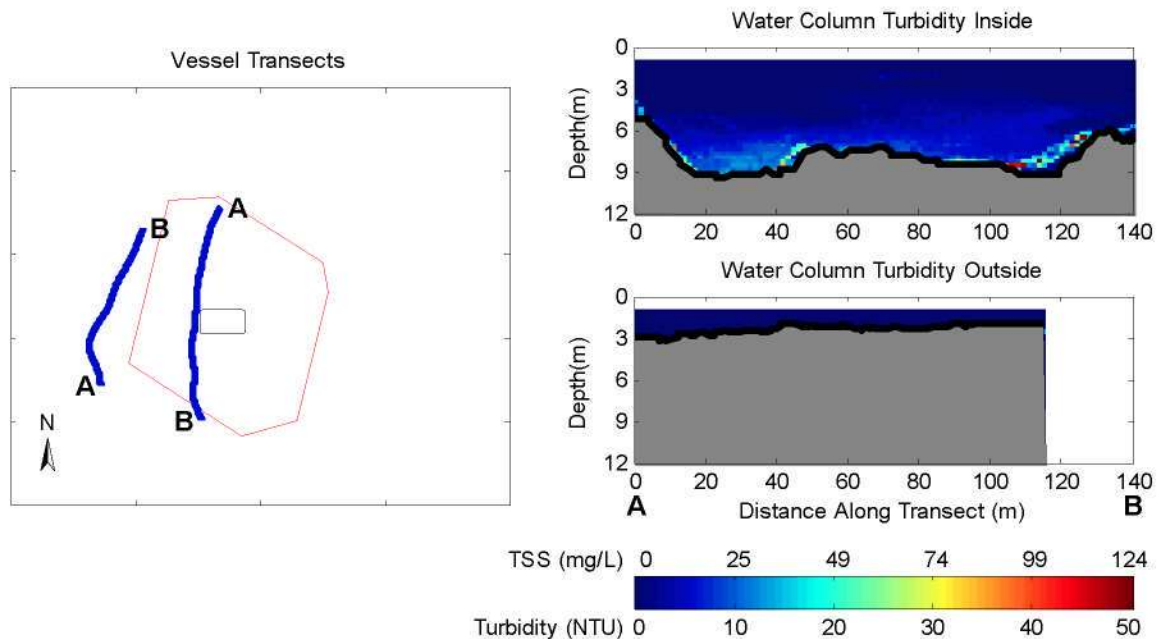 Vessel Transects
A
B
B
A
N
Water Column Turbidity Inside
Depth(m)
0
3
6
9
12
0 20 40 60 80 100 120 140
Water Column Turbidity Outside
Depth(m)
0
3
6
9
12
0 20 40 60 80 100 120 140
A Distance Along Transect (m) B
TSS (mg/L) 0 25 49 74 99 124
Turbidity (NTU) 0 10 20 30 40 50